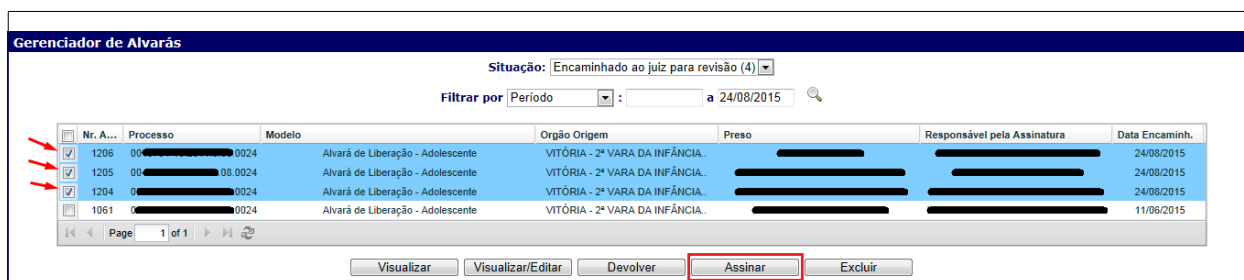 Gerenciador de Alvarás
Situação: Encaminhado ao juiz para revisão (4)
Filtrar por Período : a 24/08/2015
Nr. A... Processo Modelo Orgão Origem Preso Responsável pela Assinatura Data Encaminh.
1206 00 0024 Alvará de Liberação - Adolescente VITÓRIA - 2ª VARA DA INFÂNCIA.. 24/08/2015
1205 00 08.0024 Alvará de Liberação - Adolescente VITÓRIA - 2ª VARA DA INFÂNCIA.. 24/08/2015
1204 0 0024 Alvará de Liberação - Adolescente VITÓRIA - 2ª VARA DA INFÂNCIA.. 24/08/2015
1061 0 0024 Alvará de Liberação - Adolescente VITÓRIA - 2ª VARA DA INFÂNCIA.. 11/06/2015
Page 1 of 1
Visualizar Visualizar/Editar Devolver Assinar Excluir